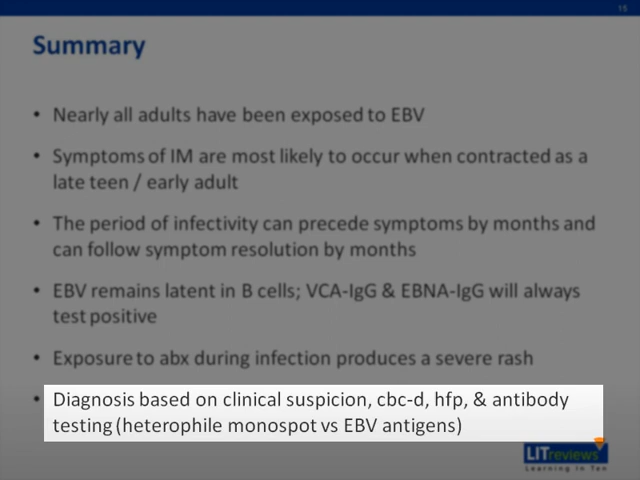 15
Summary
• Nearly all adults have been exposed to EBV
• Symptoms of IM are most likely to occur when contracted as a
late teen / early adult
• The period of infectivity can precede symptoms by months and
can follow symptom resolution by months
• EBV remains latent in B cells; VCA-IgG & EBNA-IgG will always
test positive
• Exposure to abx during infection produces a severe rash
• Diagnosis based on clinical suspicion, cbc-d, hfp, & antibody
testing (heterophile monospot vs EBV antigens)
LITreviews
Learning In Ten